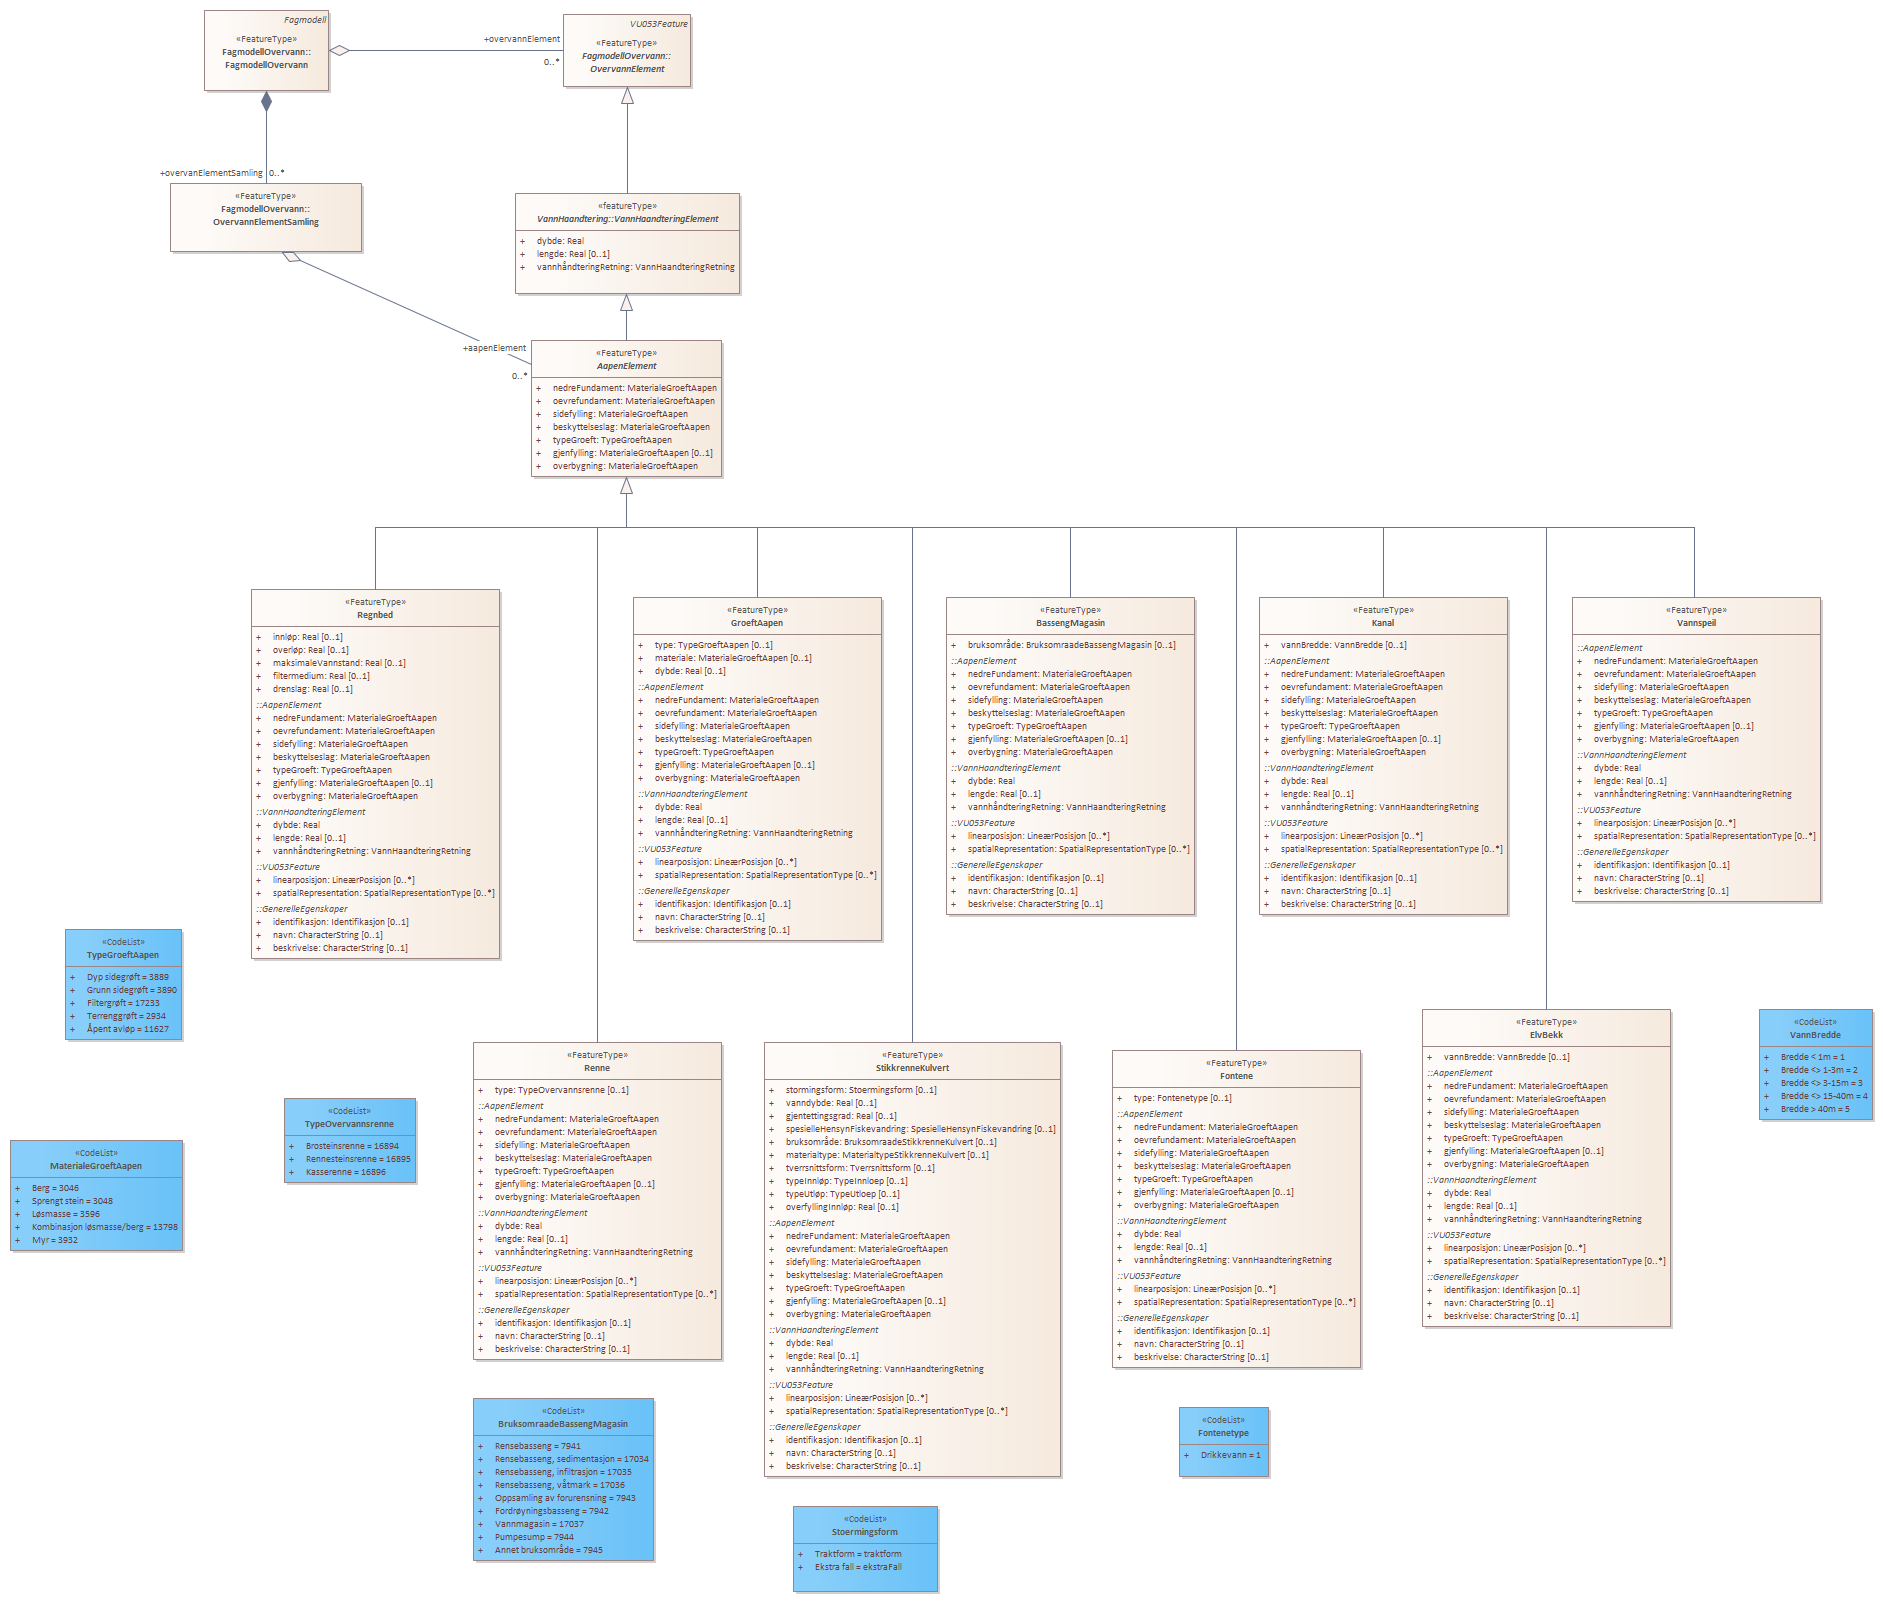 Fagmodell
«FeatureType»
FagmodellOvervann::
FagmodellOvervann
+overvannElement
0..*
VU053Feature
«FeatureType»
FagmodellOvervann::
OvervannElement
+overvanElementSamling 0..*
«FeatureType»
FagmodellOvervann::
OvervannElementSamling
«featureType»
VannHaandtering::VannHaandteringElement
+ dybde: Real
+ lengde: Real [0..1]
+ vannhåndteringRetning: VannHaandteringRetning
+aapenElement
0..*
«FeatureType»
AapenElement
+ nedreFundament: MaterialeGroeftAapen
+ oevrefundament: MaterialeGroeftAapen
+ sidefylling: MaterialeGroeftAapen
+ beskyttelseslag: MaterialeGroeftAapen
+ typeGroeft: TypeGroeftAapen
+ gjenfylling: MaterialeGroeftAapen [0..1]
+ overbygning: MaterialeGroeftAapen
«FeatureType»
Regnbed
+ innløp: Real [0..1]
+ overløp: Real [0..1]
+ maksimaleVannstand: Real [0..1]
+ filtermedium: Real [0..1]
+ drenslag: Real [0..1]
::AapenElement
+ nedreFundament: MaterialeGroeftAapen
+ oevrefundament: MaterialeGroeftAapen
+ sidefylling: MaterialeGroeftAapen
+ beskyttelseslag: MaterialeGroeftAapen
+ typeGroeft: TypeGroeftAapen
+ gjenfylling: MaterialeGroeftAapen [0..1]
+ overbygning: MaterialeGroeftAapen
::VannHaandteringElement
+ dybde: Real
+ lengde: Real [0..1]
+ vannhåndteringRetning: VannHaandteringRetning
::VU053Feature
+ linearposisjon: LineærPosisjon [0..*]
+ spatialRepresentation: SpatialRepresentationType [0..*]
::GenerelleEgenskaper
+ identifikasjon: Identifikasjon [0..1]
+ navn: CharacterString [0..1]
+ beskrivelse: CharacterString [0..1]
«FeatureType»
GroeftAapen
+ type: TypeGroeftAapen [0..1]
+ materiale: MaterialeGroeftAapen [0..1]
+ dybde: Real [0..1]
::AapenElement
+ nedreFundament: MaterialeGroeftAapen
+ oevrefundament: MaterialeGroeftAapen
+ sidefylling: MaterialeGroeftAapen
+ beskyttelseslag: MaterialeGroeftAapen
+ typeGroeft: TypeGroeftAapen
+ gjenfylling: MaterialeGroeftAapen [0..1]
+ overbygning: MaterialeGroeftAapen
::VannHaandteringElement
+ dybde: Real
+ lengde: Real [0..1]
+ vannhåndteringRetning: VannHaandteringRetning
::VU053Feature
+ linearposisjon: LineærPosisjon [0..*]
+ spatialRepresentation: SpatialRepresentationType [0..*]
::GenerelleEgenskaper
+ identifikasjon: Identifikasjon [0..1]
+ navn: CharacterString [0..1]
+ beskrivelse: CharacterString [0..1]
«FeatureType»
BassengMagasin
+ bruksområde: BruksomraadeBassengMagasin [0..1]
::AapenElement
+ nedreFundament: MaterialeGroeftAapen
+ oevrefundament: MaterialeGroeftAapen
+ sidefylling: MaterialeGroeftAapen
+ beskyttelseslag: MaterialeGroeftAapen
+ typeGroeft: TypeGroeftAapen
+ gjenfylling: MaterialeGroeftAapen [0..1]
+ overbygning: MaterialeGroeftAapen
::VannHaandteringElement
+ dybde: Real
+ lengde: Real [0..1]
+ vannhåndteringRetning: VannHaandteringRetning
::VU053Feature
+ linearposisjon: LineærPosisjon [0..*]
+ spatialRepresentation: SpatialRepresentationType [0..*]
::GenerelleEgenskaper
+ identifikasjon: Identifikasjon [0..1]
+ navn: CharacterString [0..1]
+ beskrivelse: CharacterString [0..1]
«FeatureType»
Kanal
+ vannBredde: VannBredde [0..1]
::AapenElement
+ nedreFundament: MaterialeGroeftAapen
+ oevrefundament: MaterialeGroeftAapen
+ sidefylling: MaterialeGroeftAapen
+ beskyttelseslag: MaterialeGroeftAapen
+ typeGroeft: TypeGroeftAapen
+ gjenfylling: MaterialeGroeftAapen [0..1]
+ overbygning: MaterialeGroeftAapen
::VannHaandteringElement
+ dybde: Real
+ lengde: Real [0..1]
+ vannhåndteringRetning: VannHaandteringRetning
::VU053Feature
+ linearposisjon: LineærPosisjon [0..*]
+ spatialRepresentation: SpatialRepresentationType [0..*]
::GenerelleEgenskaper
+ identifikasjon: Identifikasjon [0..1]
+ navn: CharacterString [0..1]
+ beskrivelse: CharacterString [0..1]
«FeatureType»
Vannspeil
::AapenElement
+ nedreFundament: MaterialeGroeftAapen
+ oevrefundament: MaterialeGroeftAapen
+ sidefylling: MaterialeGroeftAapen
+ beskyttelseslag: MaterialeGroeftAapen
+ typeGroeft: TypeGroeftAapen
+ gjenfylling: MaterialeGroeftAapen [0..1]
+ overbygning: MaterialeGroeftAapen
::VannHaandteringElement
+ dybde: Real
+ lengde: Real [0..1]
+ vannhåndteringRetning: VannHaandteringRetning
::VU053Feature
+ linearposisjon: LineærPosisjon [0..*]
+ spatialRepresentation: SpatialRepresentationType [0..*]
::GenerelleEgenskaper
+ identifikasjon: Identifikasjon [0..1]
+ navn: CharacterString [0..1]
+ beskrivelse: CharacterString [0..1]
«CodeList»
TypeGroeftAapen
+ Dyp sidegrøft = 3889
+ Grunn sidegrøft = 3890
+ Filtergrøft = 17233
+ Terrenggrøft = 2934
+ Åpent avløp = 11627
«CodeList»
TypeOvervannsrenne
+ Brosteinsrenne = 16894
+ Rennesteinsrenne = 16895
+ Kasserenne = 16896
«CodeList»
MaterialeGroeftAapen
+ Berg = 3046
+ Sprengt stein = 3048
+ Løsmasse = 3596
+ Kombinasjon løsmasse/berg = 13798
+ Myr = 3932
«FeatureType»
Renne
+ type: TypeOvervannsrenne [0..1]
::AapenElement
+ nedreFundament: MaterialeGroeftAapen
+ oevrefundament: MaterialeGroeftAapen
+ sidefylling: MaterialeGroeftAapen
+ beskyttelseslag: MaterialeGroeftAapen
+ typeGroeft: TypeGroeftAapen
+ gjenfylling: MaterialeGroeftAapen [0..1]
+ overbygning: MaterialeGroeftAapen
::VannHaandteringElement
+ dybde: Real
+ lengde: Real [0..1]
+ vannhåndteringRetning: VannHaandteringRetning
::VU053Feature
+ linearposisjon: LineærPosisjon [0..*]
+ spatialRepresentation: SpatialRepresentationType [0..*]
::GenerelleEgenskaper
+ identifikasjon: Identifikasjon [0..1]
+ navn: CharacterString [0..1]
+ beskrivelse: CharacterString [0..1]
«FeatureType»
StikkrenneKulvert
+ stormingsform: Stoermingsform [0..1]
+ vanndybde: Real [0..1]
+ gjentettingsgrad: Real [0..1]
+ spesielleHensynFiskevandring: SpesielleHensynFiskevandring [0..1]
+ bruksområde: BruksomraadeStikkrenneKulvert [0..1]
+ materialtype: MaterialtypeStikkrenneKulvert [0..1]
+ tverrsnittsform: Tverrsnittsform [0..1]
+ typeInnløp: TypeInnloep [0..1]
+ typeUtløp: TypeUtloep [0..1]
+ overfyllingInnløp: Real [0..1]
::AapenElement
+ nedreFundament: MaterialeGroeftAapen
+ oevrefundament: MaterialeGroeftAapen
+ sidefylling: MaterialeGroeftAapen
+ beskyttelseslag: MaterialeGroeftAapen
+ typeGroeft: TypeGroeftAapen
+ gjenfylling: MaterialeGroeftAapen [0..1]
+ overbygning: MaterialeGroeftAapen
::VannHaandteringElement
+ dybde: Real
+ lengde: Real [0..1]
+ vannhåndteringRetning: VannHaandteringRetning
::VU053Feature
+ linearposisjon: LineærPosisjon [0..*]
+ spatialRepresentation: SpatialRepresentationType [0..*]
::GenerelleEgenskaper
+ identifikasjon: Identifikasjon [0..1]
+ navn: CharacterString [0..1]
+ beskrivelse: CharacterString [0..1]
«FeatureType»
Fontene
+ type: Fontenetype [0..1]
::AapenElement
+ nedreFundament: MaterialeGroeftAapen
+ oevrefundament: MaterialeGroeftAapen
+ sidefylling: MaterialeGroeftAapen
+ beskyttelseslag: MaterialeGroeftAapen
+ typeGroeft: TypeGroeftAapen
+ gjenfylling: MaterialeGroeftAapen [0..1]
+ overbygning: MaterialeGroeftAapen
::VannHaandteringElement
+ dybde: Real
+ lengde: Real [0..1]
+ vannhåndteringRetning: VannHaandteringRetning
::VU053Feature
+ linearposisjon: LineærPosisjon [0..*]
+ spatialRepresentation: SpatialRepresentationType [0..*]
::GenerelleEgenskaper
+ identifikasjon: Identifikasjon [0..1]
+ navn: CharacterString [0..1]
+ beskrivelse: CharacterString [0..1]
«FeatureType»
ElvBekk
+ vannBredde: VannBredde [0..1]
::AapenElement
+ nedreFundament: MaterialeGroeftAapen
+ oevrefundament: MaterialeGroeftAapen
+ sidefylling: MaterialeGroeftAapen
+ beskyttelseslag: MaterialeGroeftAapen
+ typeGroeft: TypeGroeftAapen
+ gjenfylling: MaterialeGroeftAapen [0..1]
+ overbygning: MaterialeGroeftAapen
::VannHaandteringElement
+ dybde: Real
+ lengde: Real [0..1]
+ vannhåndteringRetning: VannHaandteringRetning
::VU053Feature
+ linearposisjon: LineærPosisjon [0..*]
+ spatialRepresentation: SpatialRepresentationType [0..*]
::GenerelleEgenskaper
+ identifikasjon: Identifikasjon [0..1]
+ navn: CharacterString [0..1]
+ beskrivelse: CharacterString [0..1]
«CodeList»
VannBredde
+ Bredde < 1m = 1
+ Bredde <> 1-3m = 2
+ Bredde <> 3-15m = 3
+ Bredde <> 15-40m = 4
+ Bredde > 40m = 5
«CodeList»
BruksomraadeBassengMagasin
+ Rensebasseng = 7941
+ Rensebasseng, sedimentasjon = 17034
+ Rensebasseng, infiltrasjon = 17035
+ Rensebasseng, våtmark = 17036
+ Oppsamling av forurensning = 7943
+ Fordrøyningsbasseng = 7942
+ Vannmagasin = 17037
+ Pumpesump = 7944
+ Annet bruksområde = 7945
«CodeList»
Fontenetype
+ Drikkevann = 1
«CodeList»
Stoermingsform
+ Traktform = traktform
+ Ekstra fall = ekstraFall